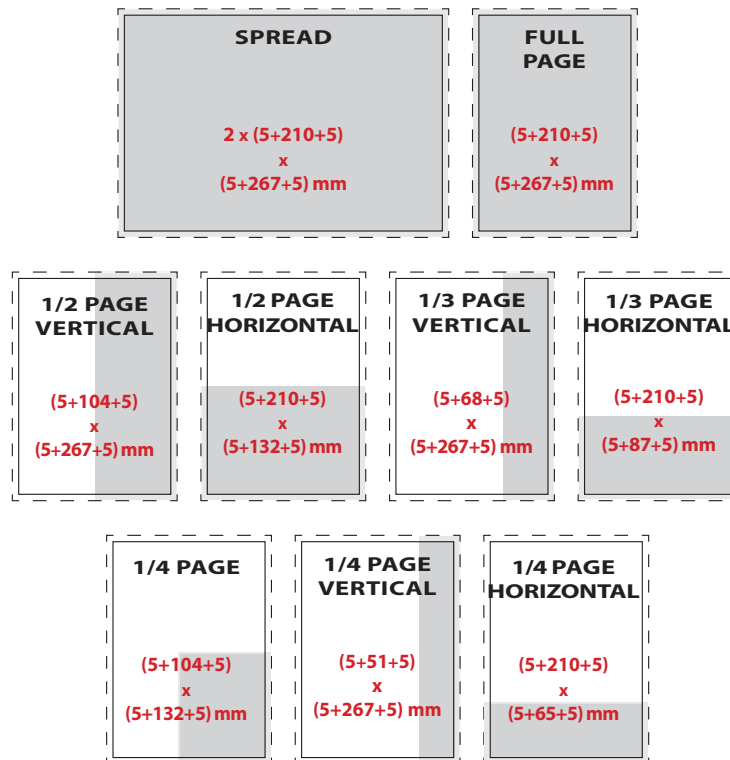 SPREAD
2 x (5+210+5)
x
(5+267+5) mm
FULL
PAGE
(5+210+5)
x
(5+267+5) mm
1/2 PAGE
VERTICAL
(5+104+5)
x
(5+267+5) mm
1/2 PAGE
HORIZONTAL
(5+210+5)
x
(5+132+5) mm
1/3 PAGE
VERTICAL
(5+68+5)
x
(5+267+5) mm
1/3 PAGE
HORIZONTAL
(5+210+5)
x
(5+87+5) mm
1/4 PAGE
(5+104+5)
x
(5+132+5) mm
1/4 PAGE
VERTICAL
(5+51+5)
x
(5+267+5) mm
1/4 PAGE
HORIZONTAL
(5+210+5)
x
(5+65+5) mm